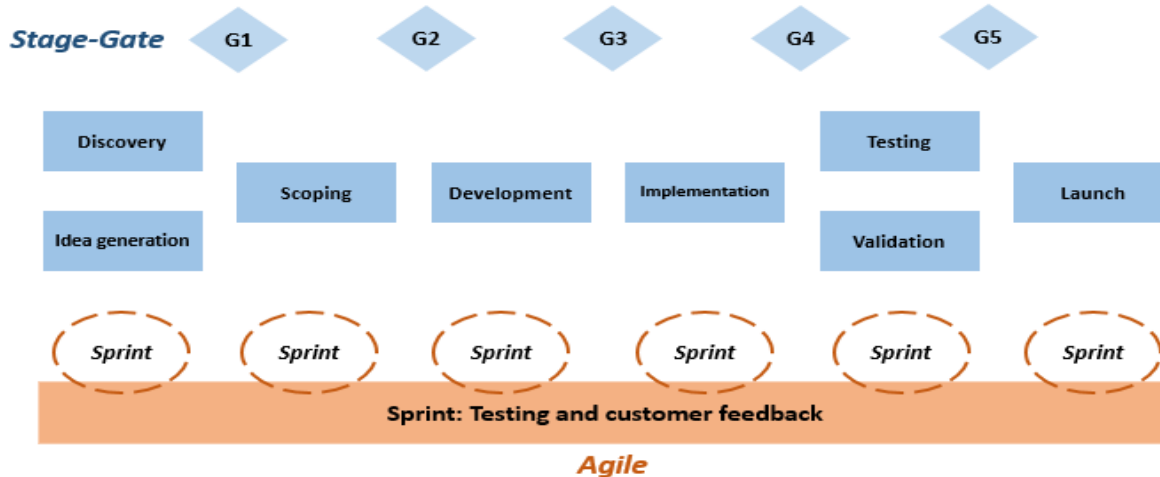 Stage-Gate
G1
G2
G3
G4
G5
Discovery
Idea generation
Scoping
Development
Implementation
Testing
Validation
Launch
Sprint
Sprint
Sprint
Sprint
Sprint
Sprint
Sprint: Testing and customer feedback
Agile